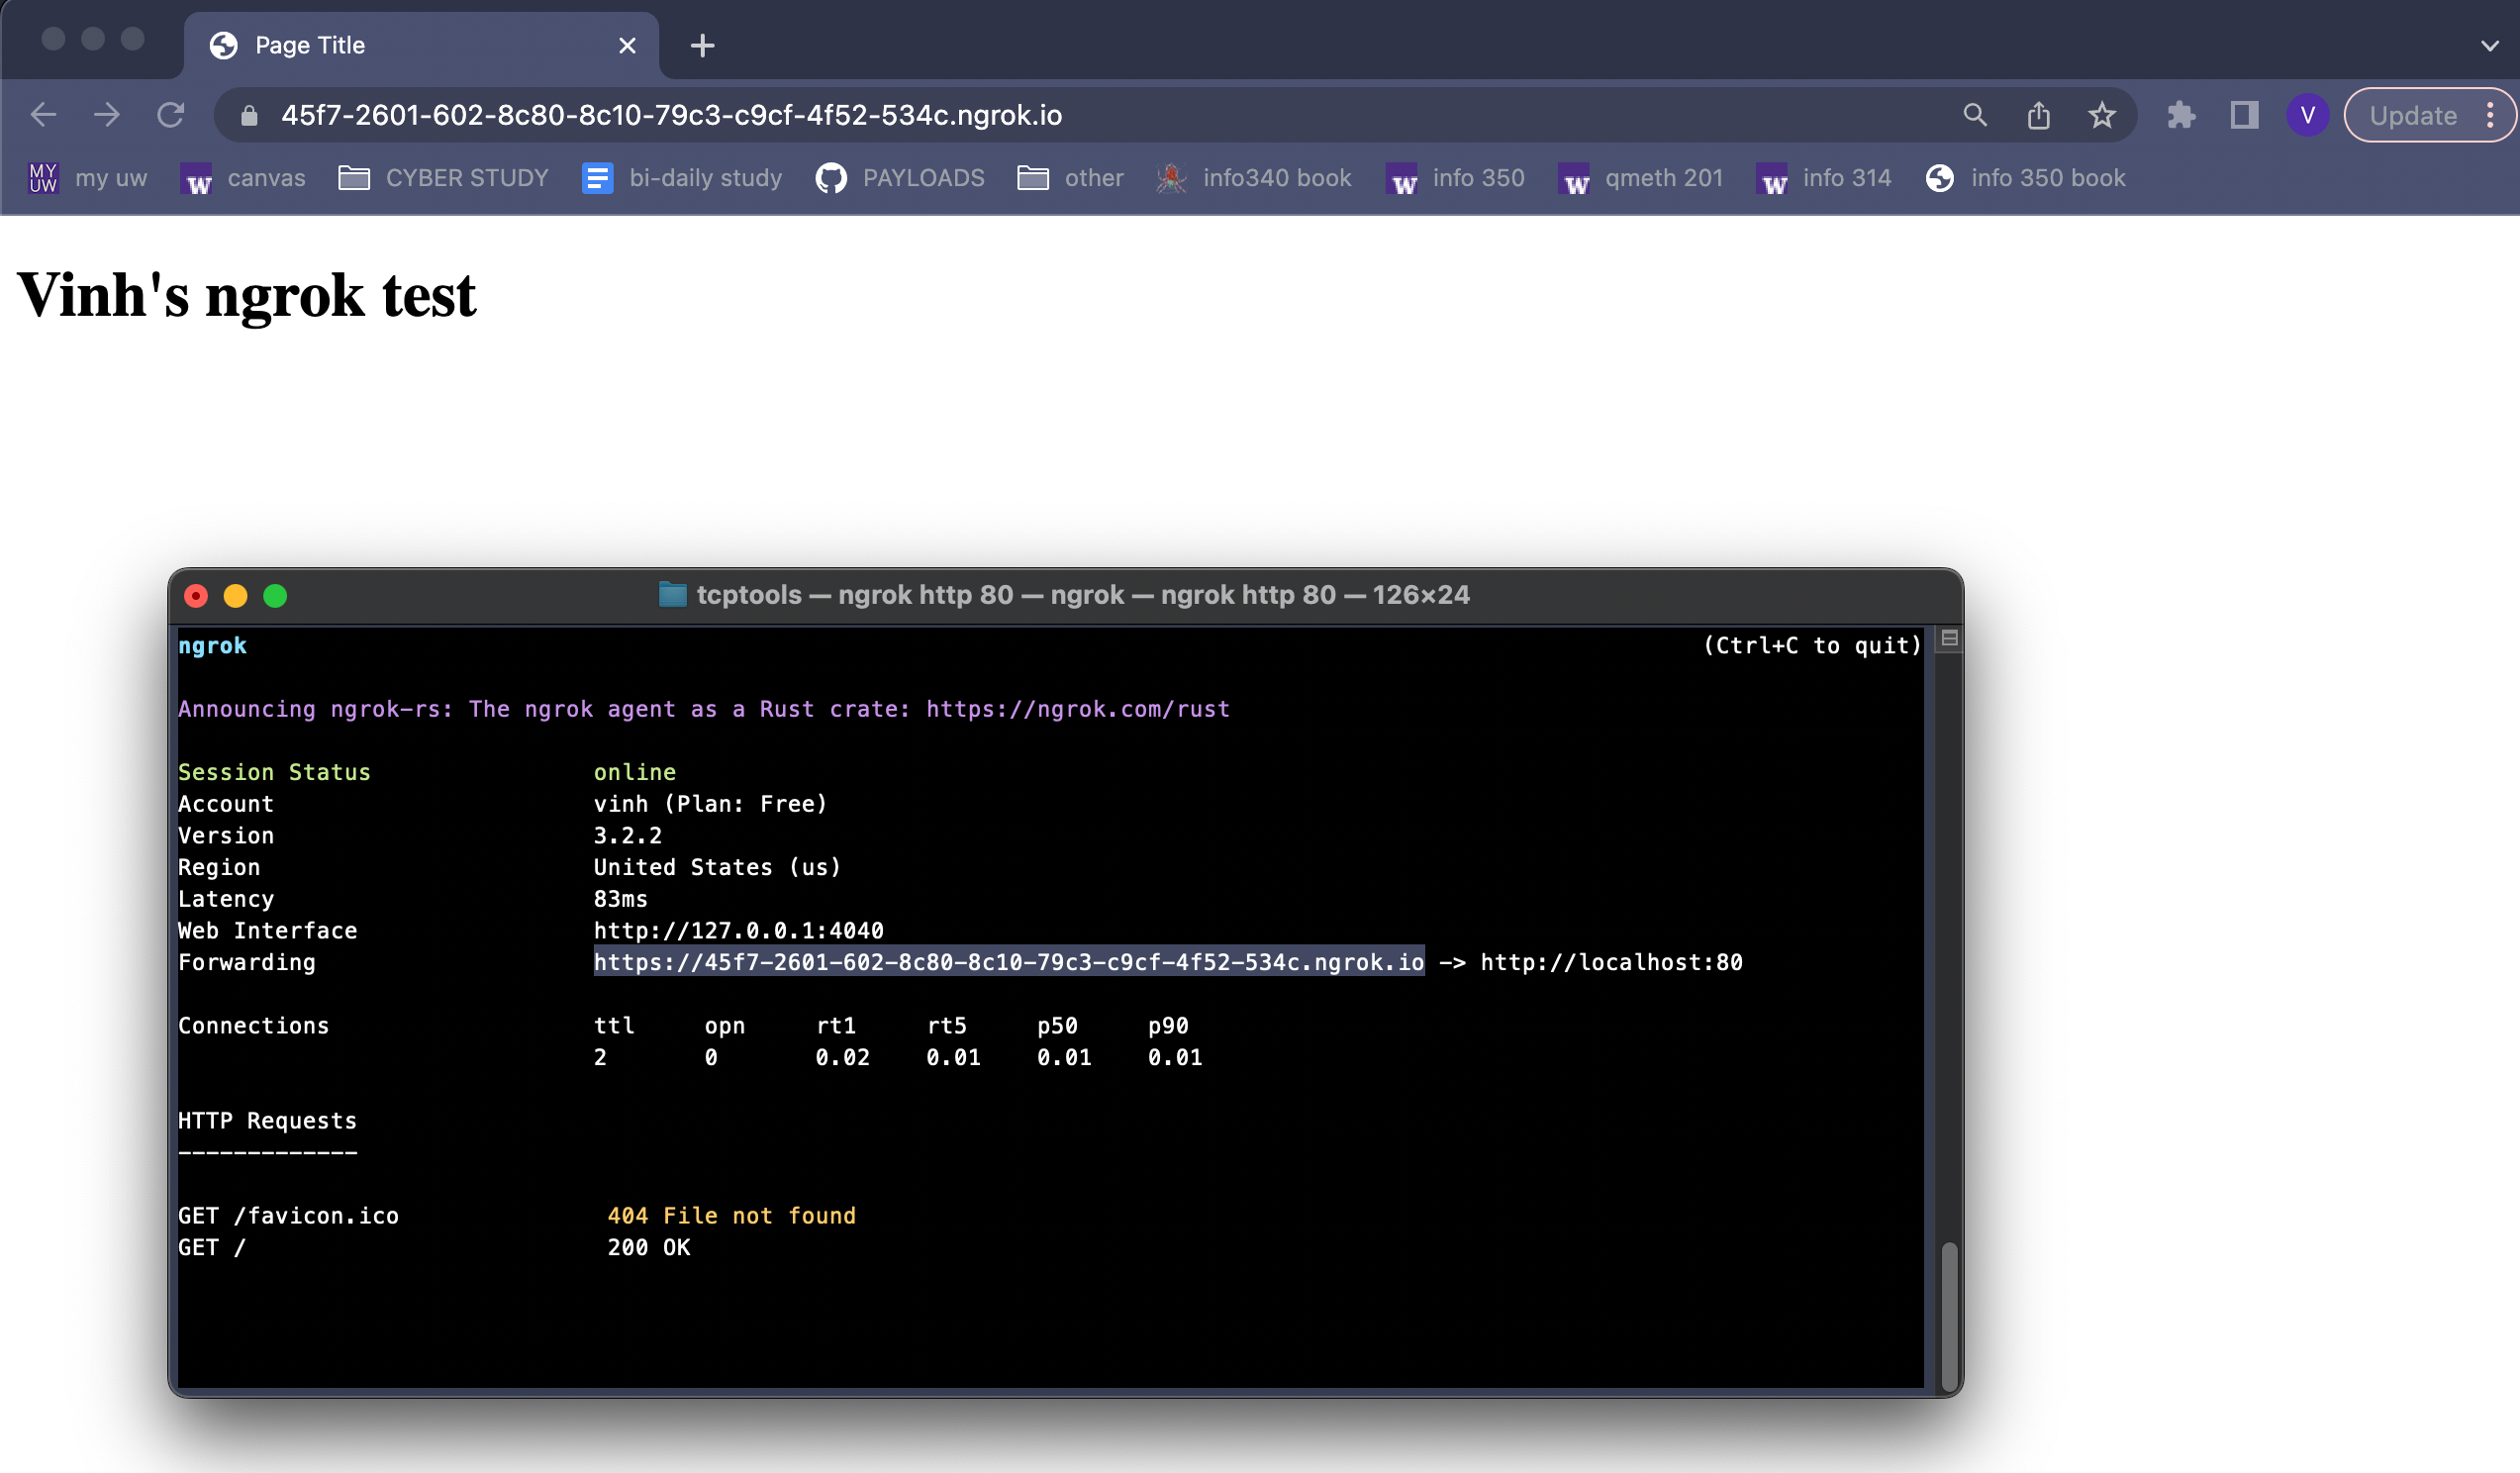 Page Title
45f7-2601-602-8c80-8c10-79c3-c9cf-4f52-534c.ngrok.io
V
Update
MY UW my uw W canvas CYBER STUDY bi-daily study PAYLOADS other info340 book W info 350 W qmeth 201 W info 314 info 350 book
Vinh's ngrok test
tcptools — ngrok http 80 — ngrok — ngrok http 80 — 126×24
ngrok (Ctrl+C to quit)
Announcing ngrok-rs: The ngrok agent as a Rust crate: https://ngrok.com/rust
Session Status online
Account vinh (Plan: Free)
Version 3.2.2
Region United States (us)
Latency 83ms
Web Interface http://127.0.0.1:4040
Forwarding https://45f7-2601-602-8c80-8c10-79c3-c9cf-4f52-534c.ngrok.io -> http://localhost:80
Connections ttl opn rt1 rt5 p50 p90
2 0 0.02 0.01 0.01 0.01
HTTP Requests
-------------
GET /favicon.ico 404 File not found
GET / 200 OK